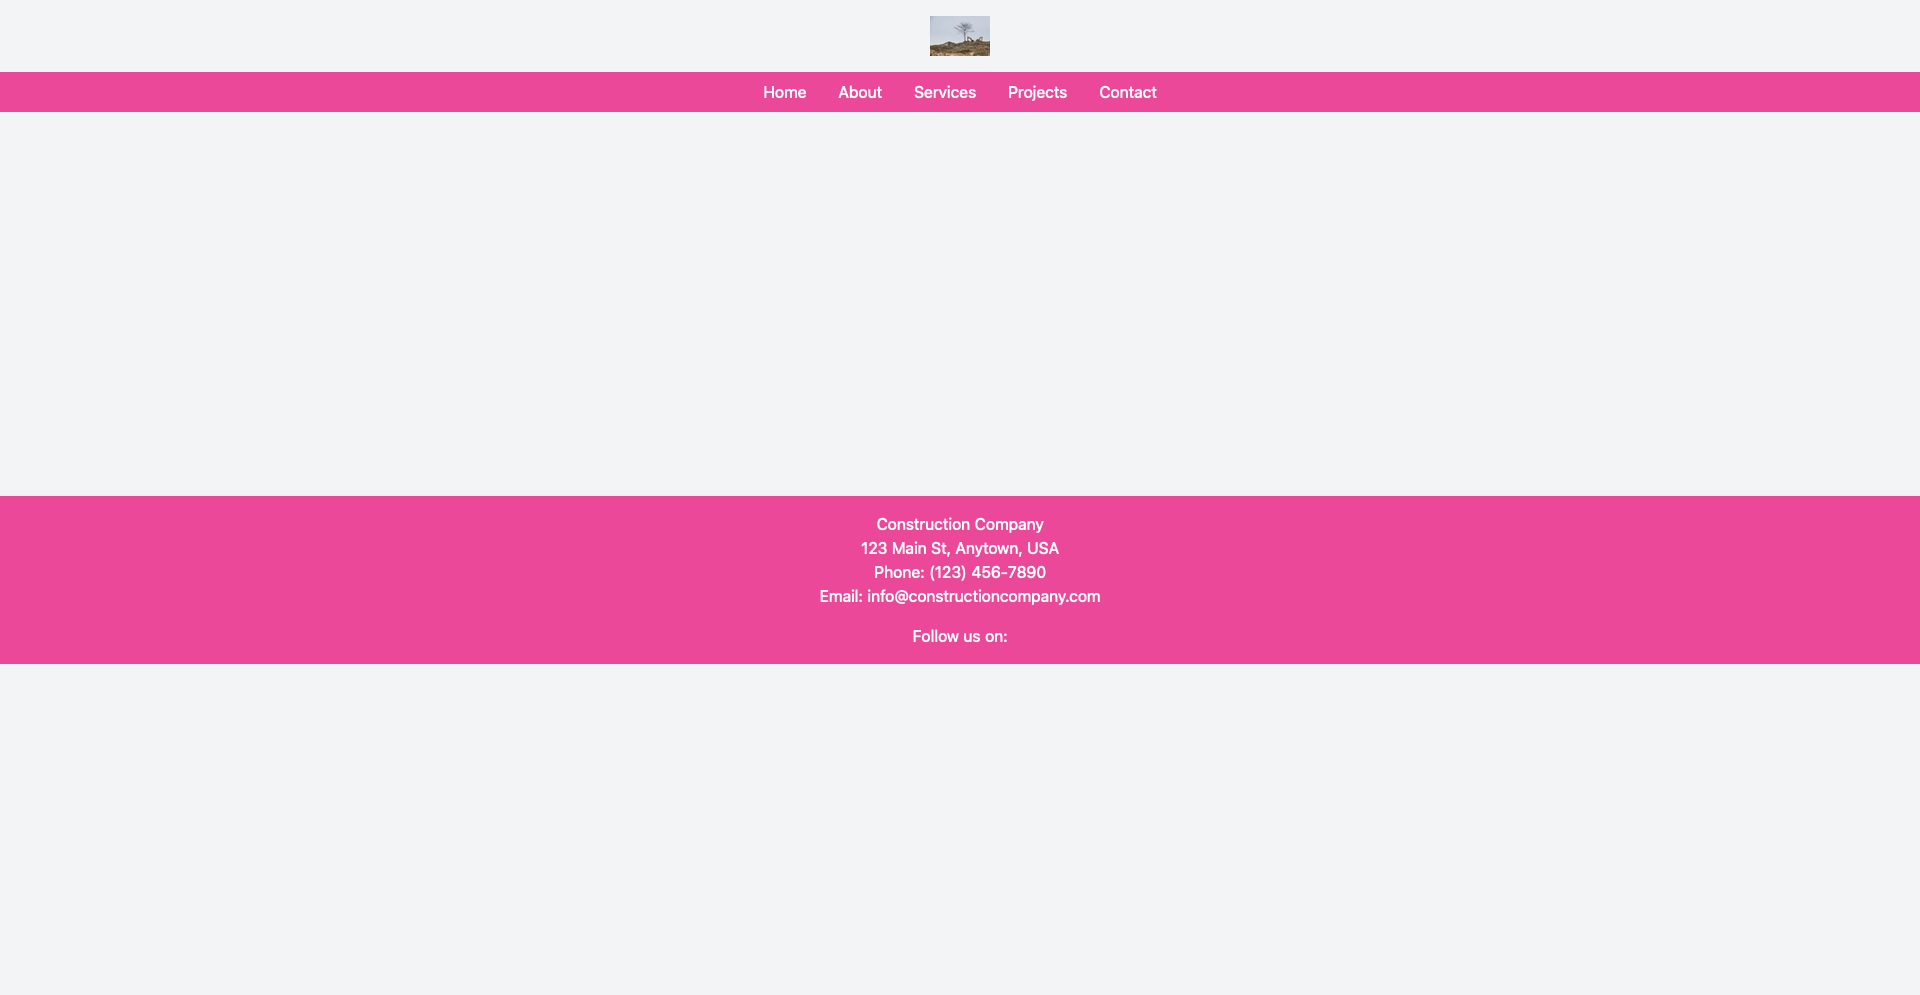 Home About Services Projects Contact
Construction Company
123 Main St, Anytown, USA
Phone: (123) 456-7890
Email: info@constructioncompany.com
Follow us on: